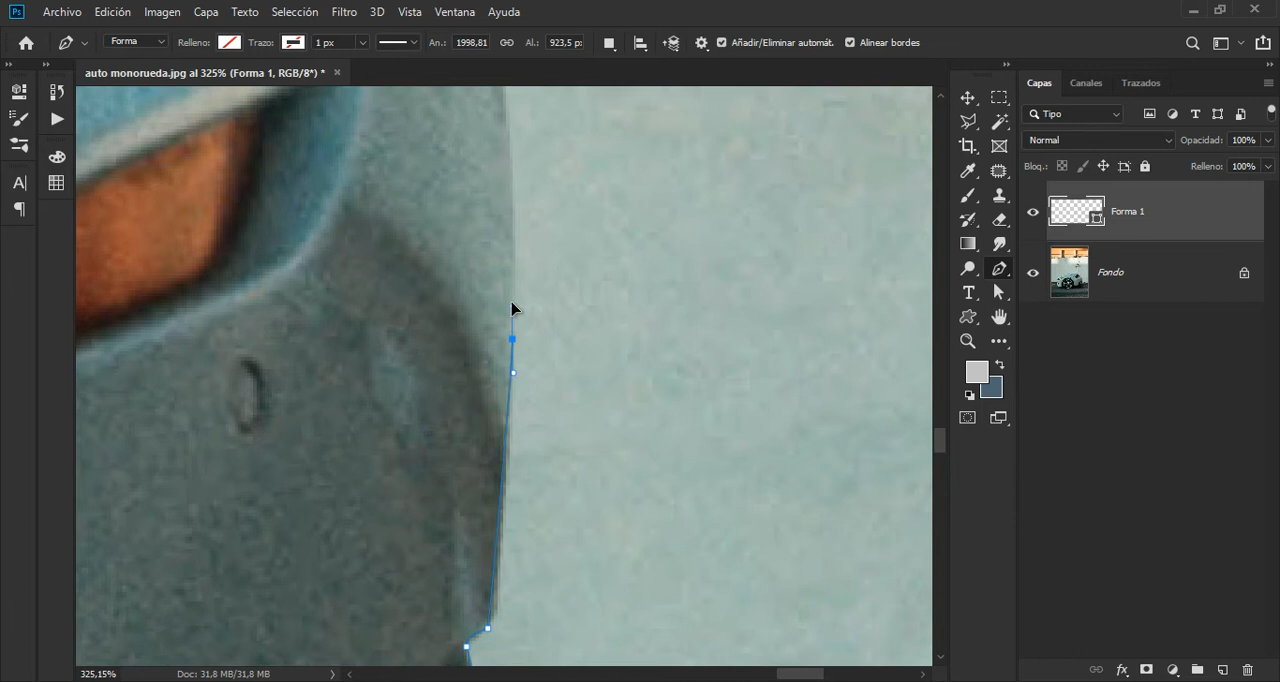 Ps Archivo Edición Imagen Capa Texto Selección Filtro 3D Vista Ventana Ayuda
Forma Relleno: Trazo: 1 px An.: 1998,81 Al.: 923,5 p: Añadir/Eliminar automát. Alinear bordes
auto monorueda.jpg al 325% (Forma 1, RGB/8*) * ×
Capas Canales Trazados
Tipo
Normal Opacidad: 100%
Bloq.: Relleno: 100%
Forma 1
Fondo
325,15% Doc: 31,8 MB/31,8 MB